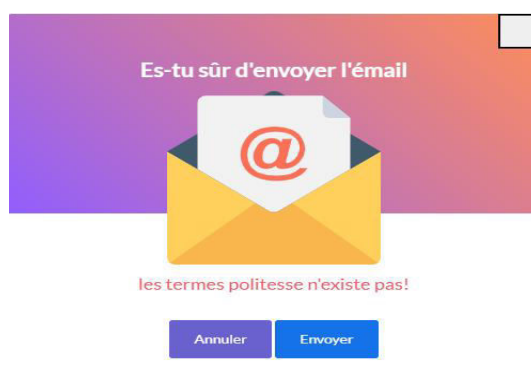 Es-tu sûr d'envoyer l'émail
@
les termes politesse n'existe pas!
Annuler Envoyer